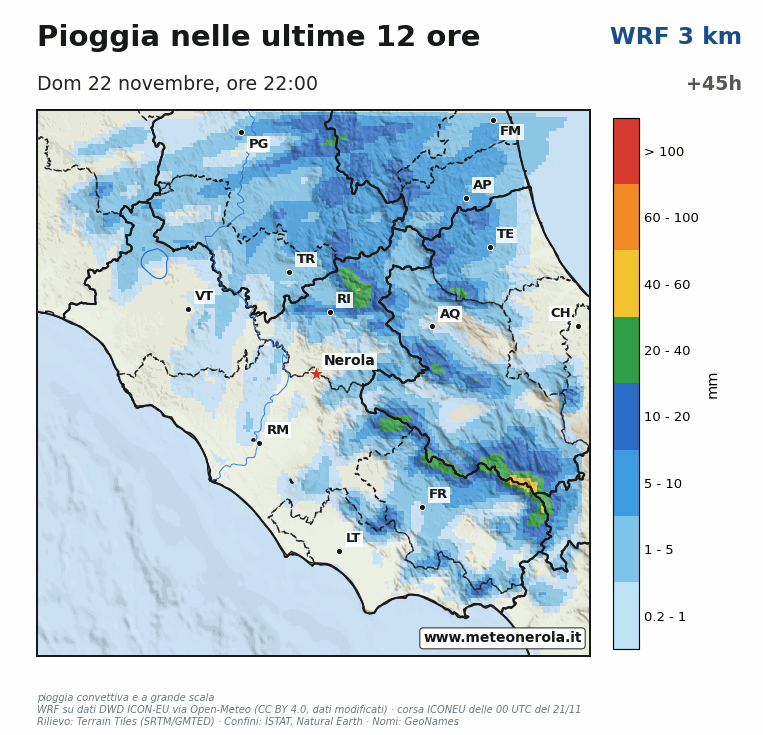 Pioggia nelle ultime 12 ore
WRF 3 km
Dom 22 novembre, ore 22:00
+45h
FM
PG
AP
TE
TR
VT
RI
AQ
CH
Nerola
RM
FR
LT
www.meteonerola.it
> 100
60 - 100
40 - 60
20 - 40
10 - 20
5 - 10
1 - 5
0.2 - 1
mm
pioggia convettiva e a grande scala
WRF su dati DWD ICON-EU via Open-Meteo (CC BY 4.0, dati modificati) · corsa ICONEU delle 00 UTC del 21/11
Rilievo: Terrain Tiles (SRTM/GMTED) · Confini: ISTAT, Natural Earth · Nomi: GeoNames